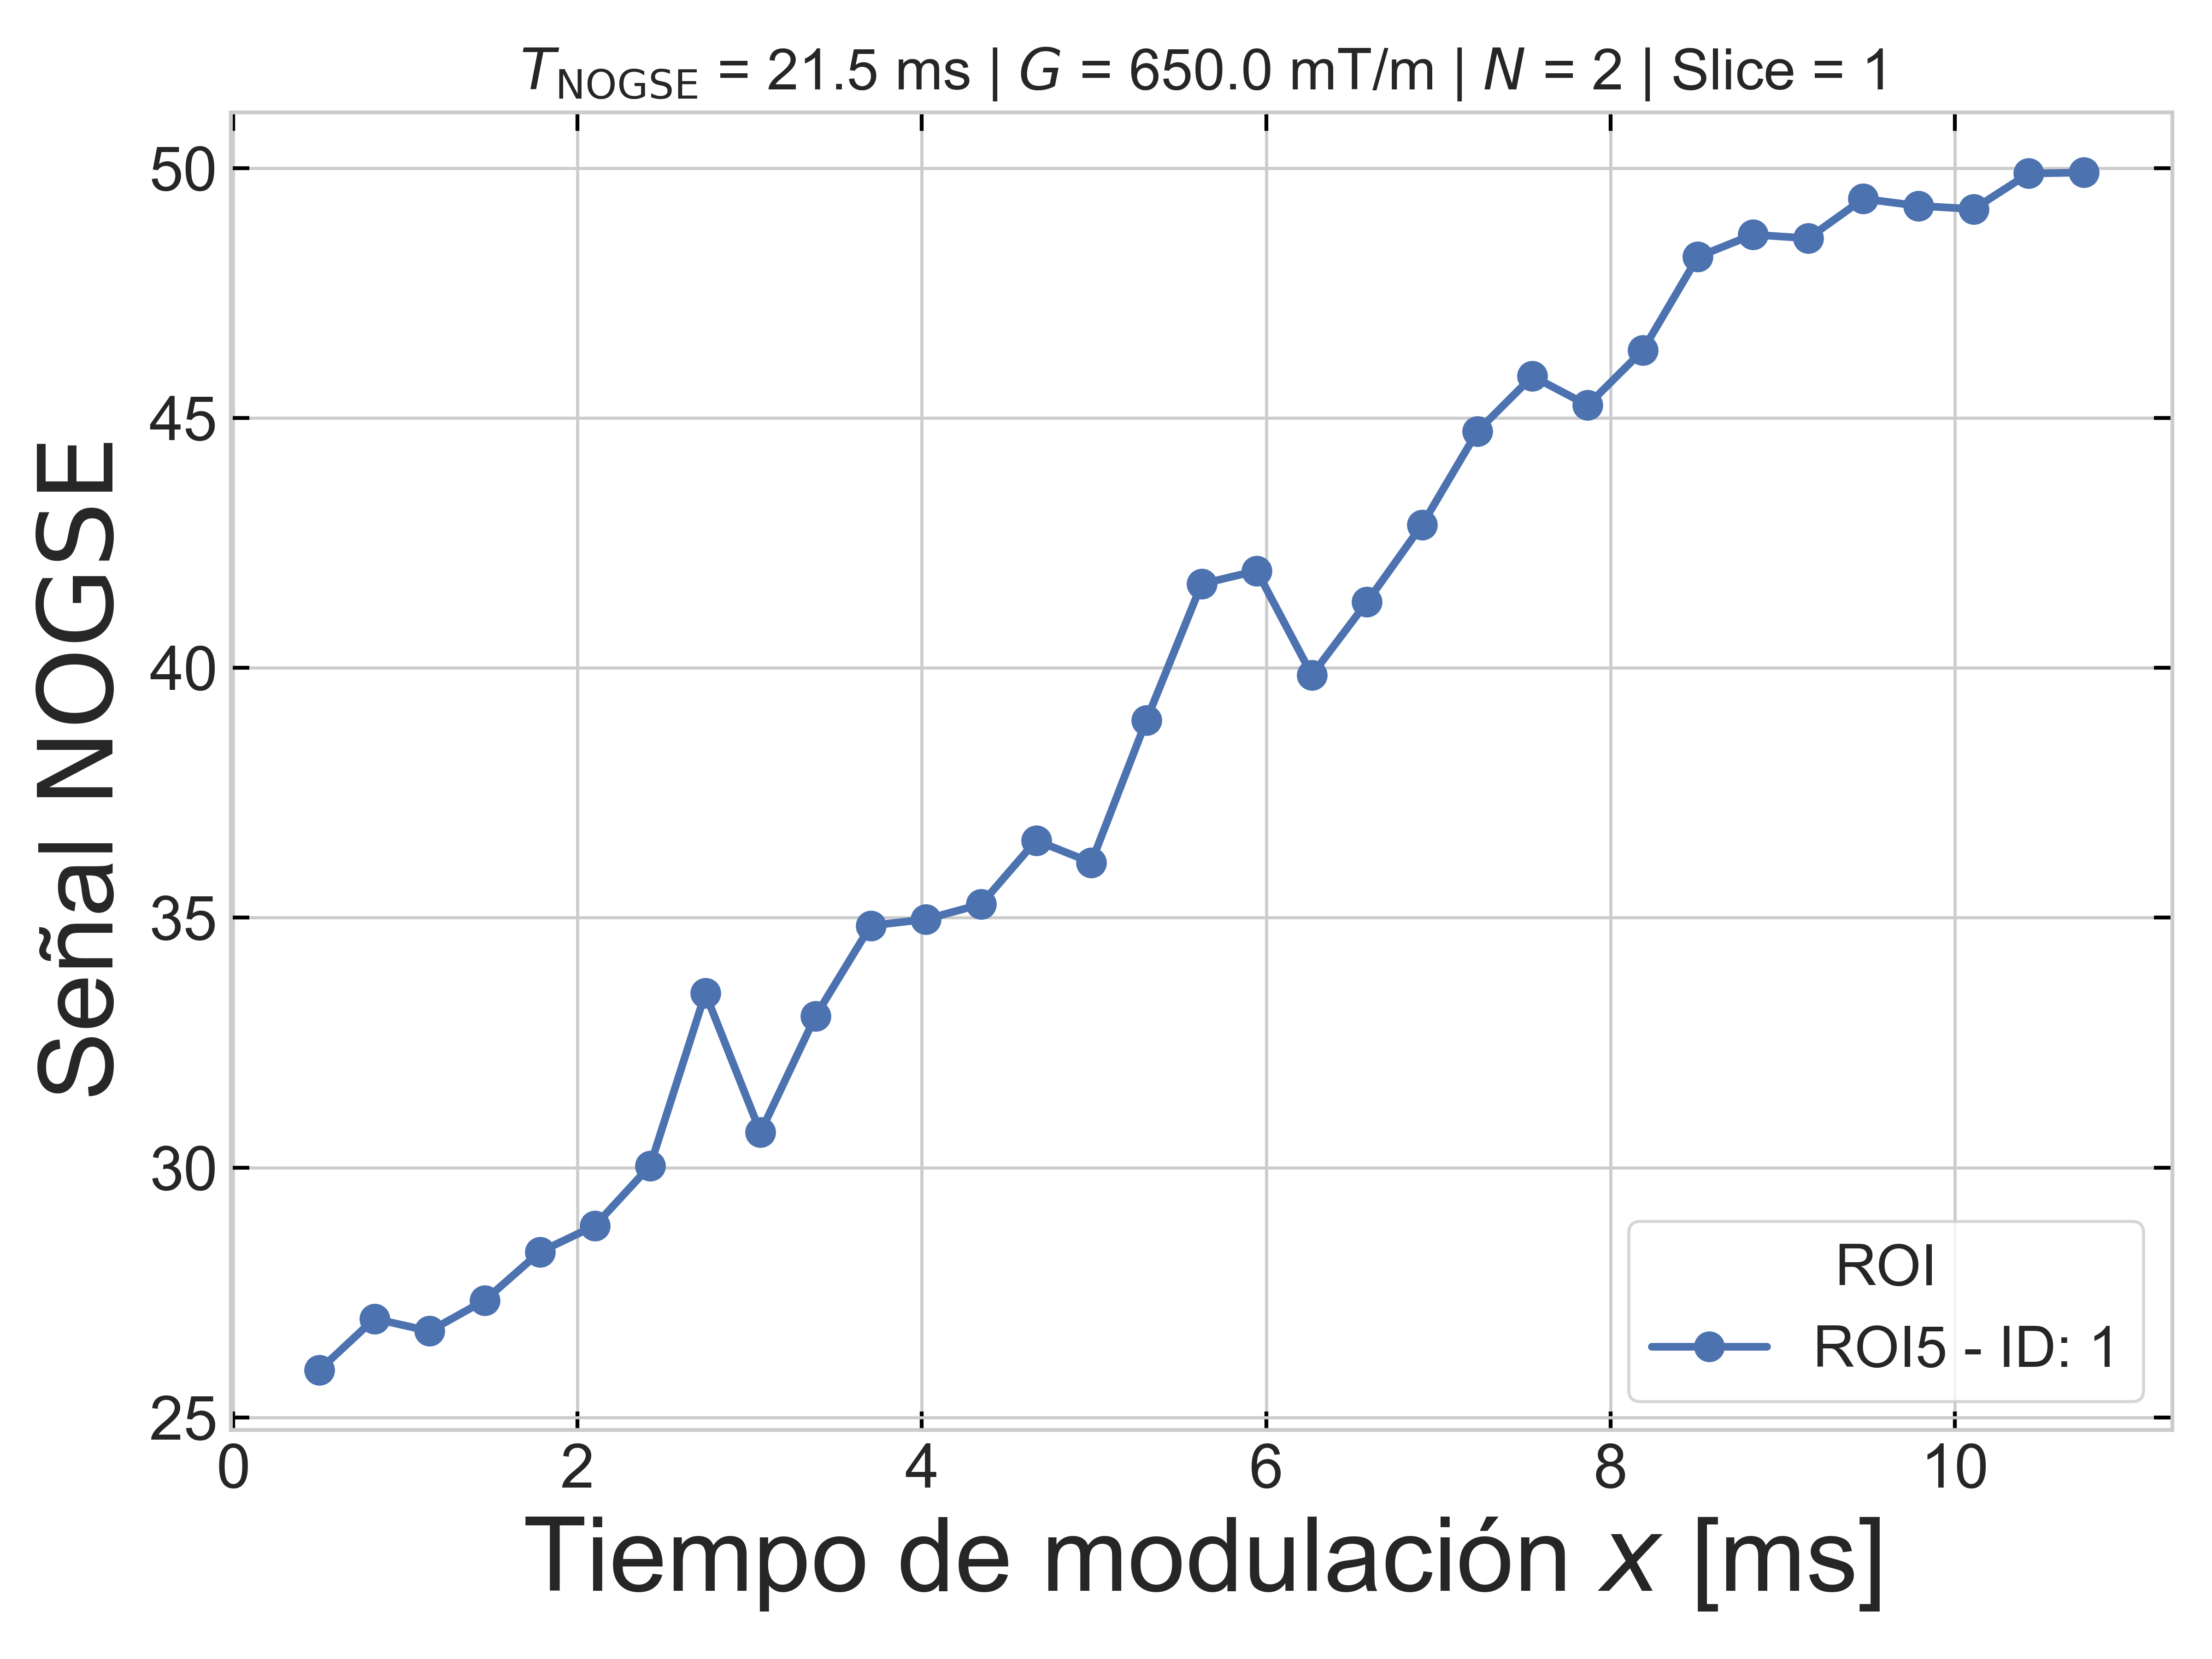 T_NOGSE = 21.5 ms | G = 650.0 mT/m | N = 2 | Slice = 1
Señal NOGSE
50
45
40
35
30
25
0 2 4 6 8 10
Tiempo de modulación x [ms]
ROI
ROI5 - ID: 1